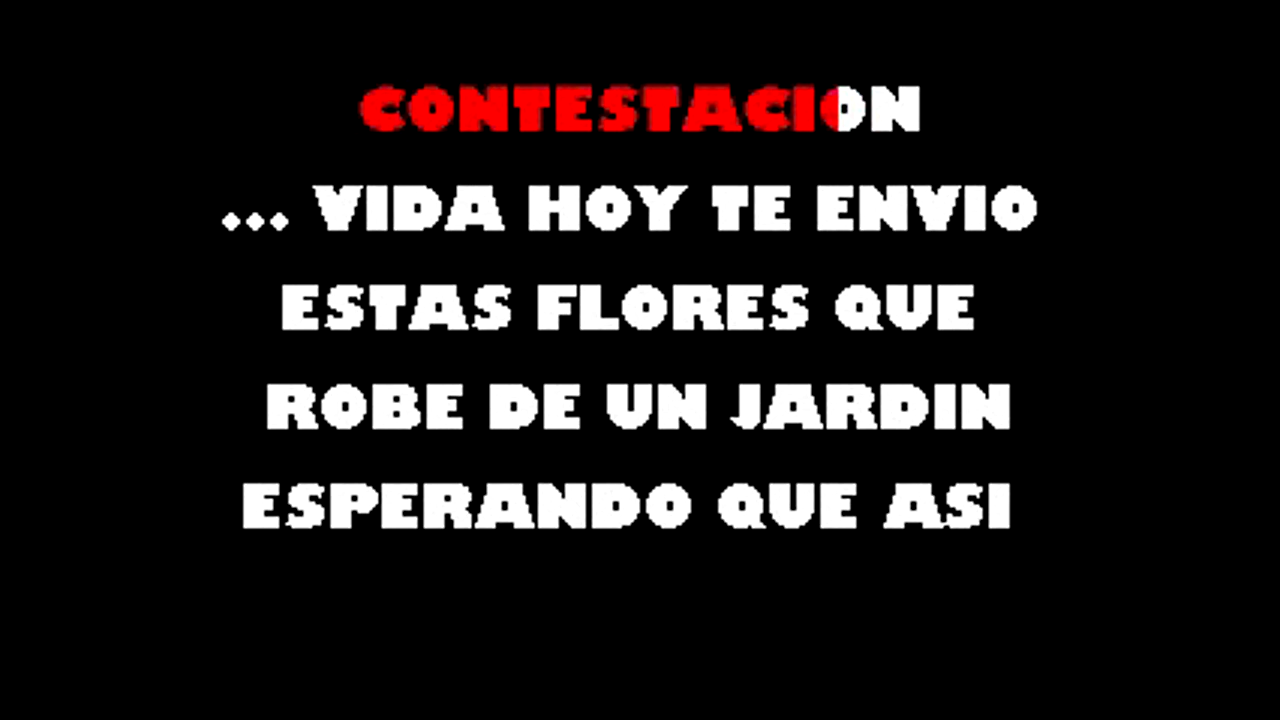 CONTESTACION
... VIDA HOY TE ENVIO
ESTAS FLORES QUE
ROBE DE UN JARDIN
ESPERANDO QUE ASI